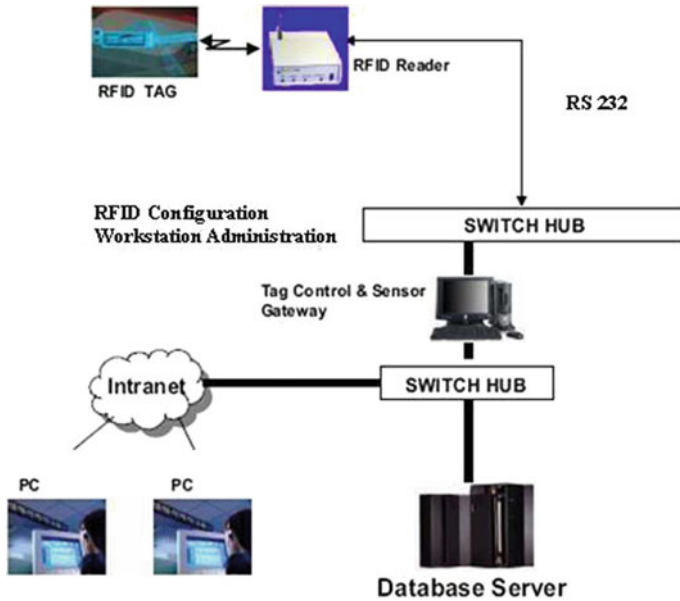 RFID TAG
RFID Reader
RS 232
RFID Configuration
Workstation Administration
SWITCH HUB
Tag Control & Sensor
Gateway
Intranet
SWITCH HUB
PC
PC
Database Server